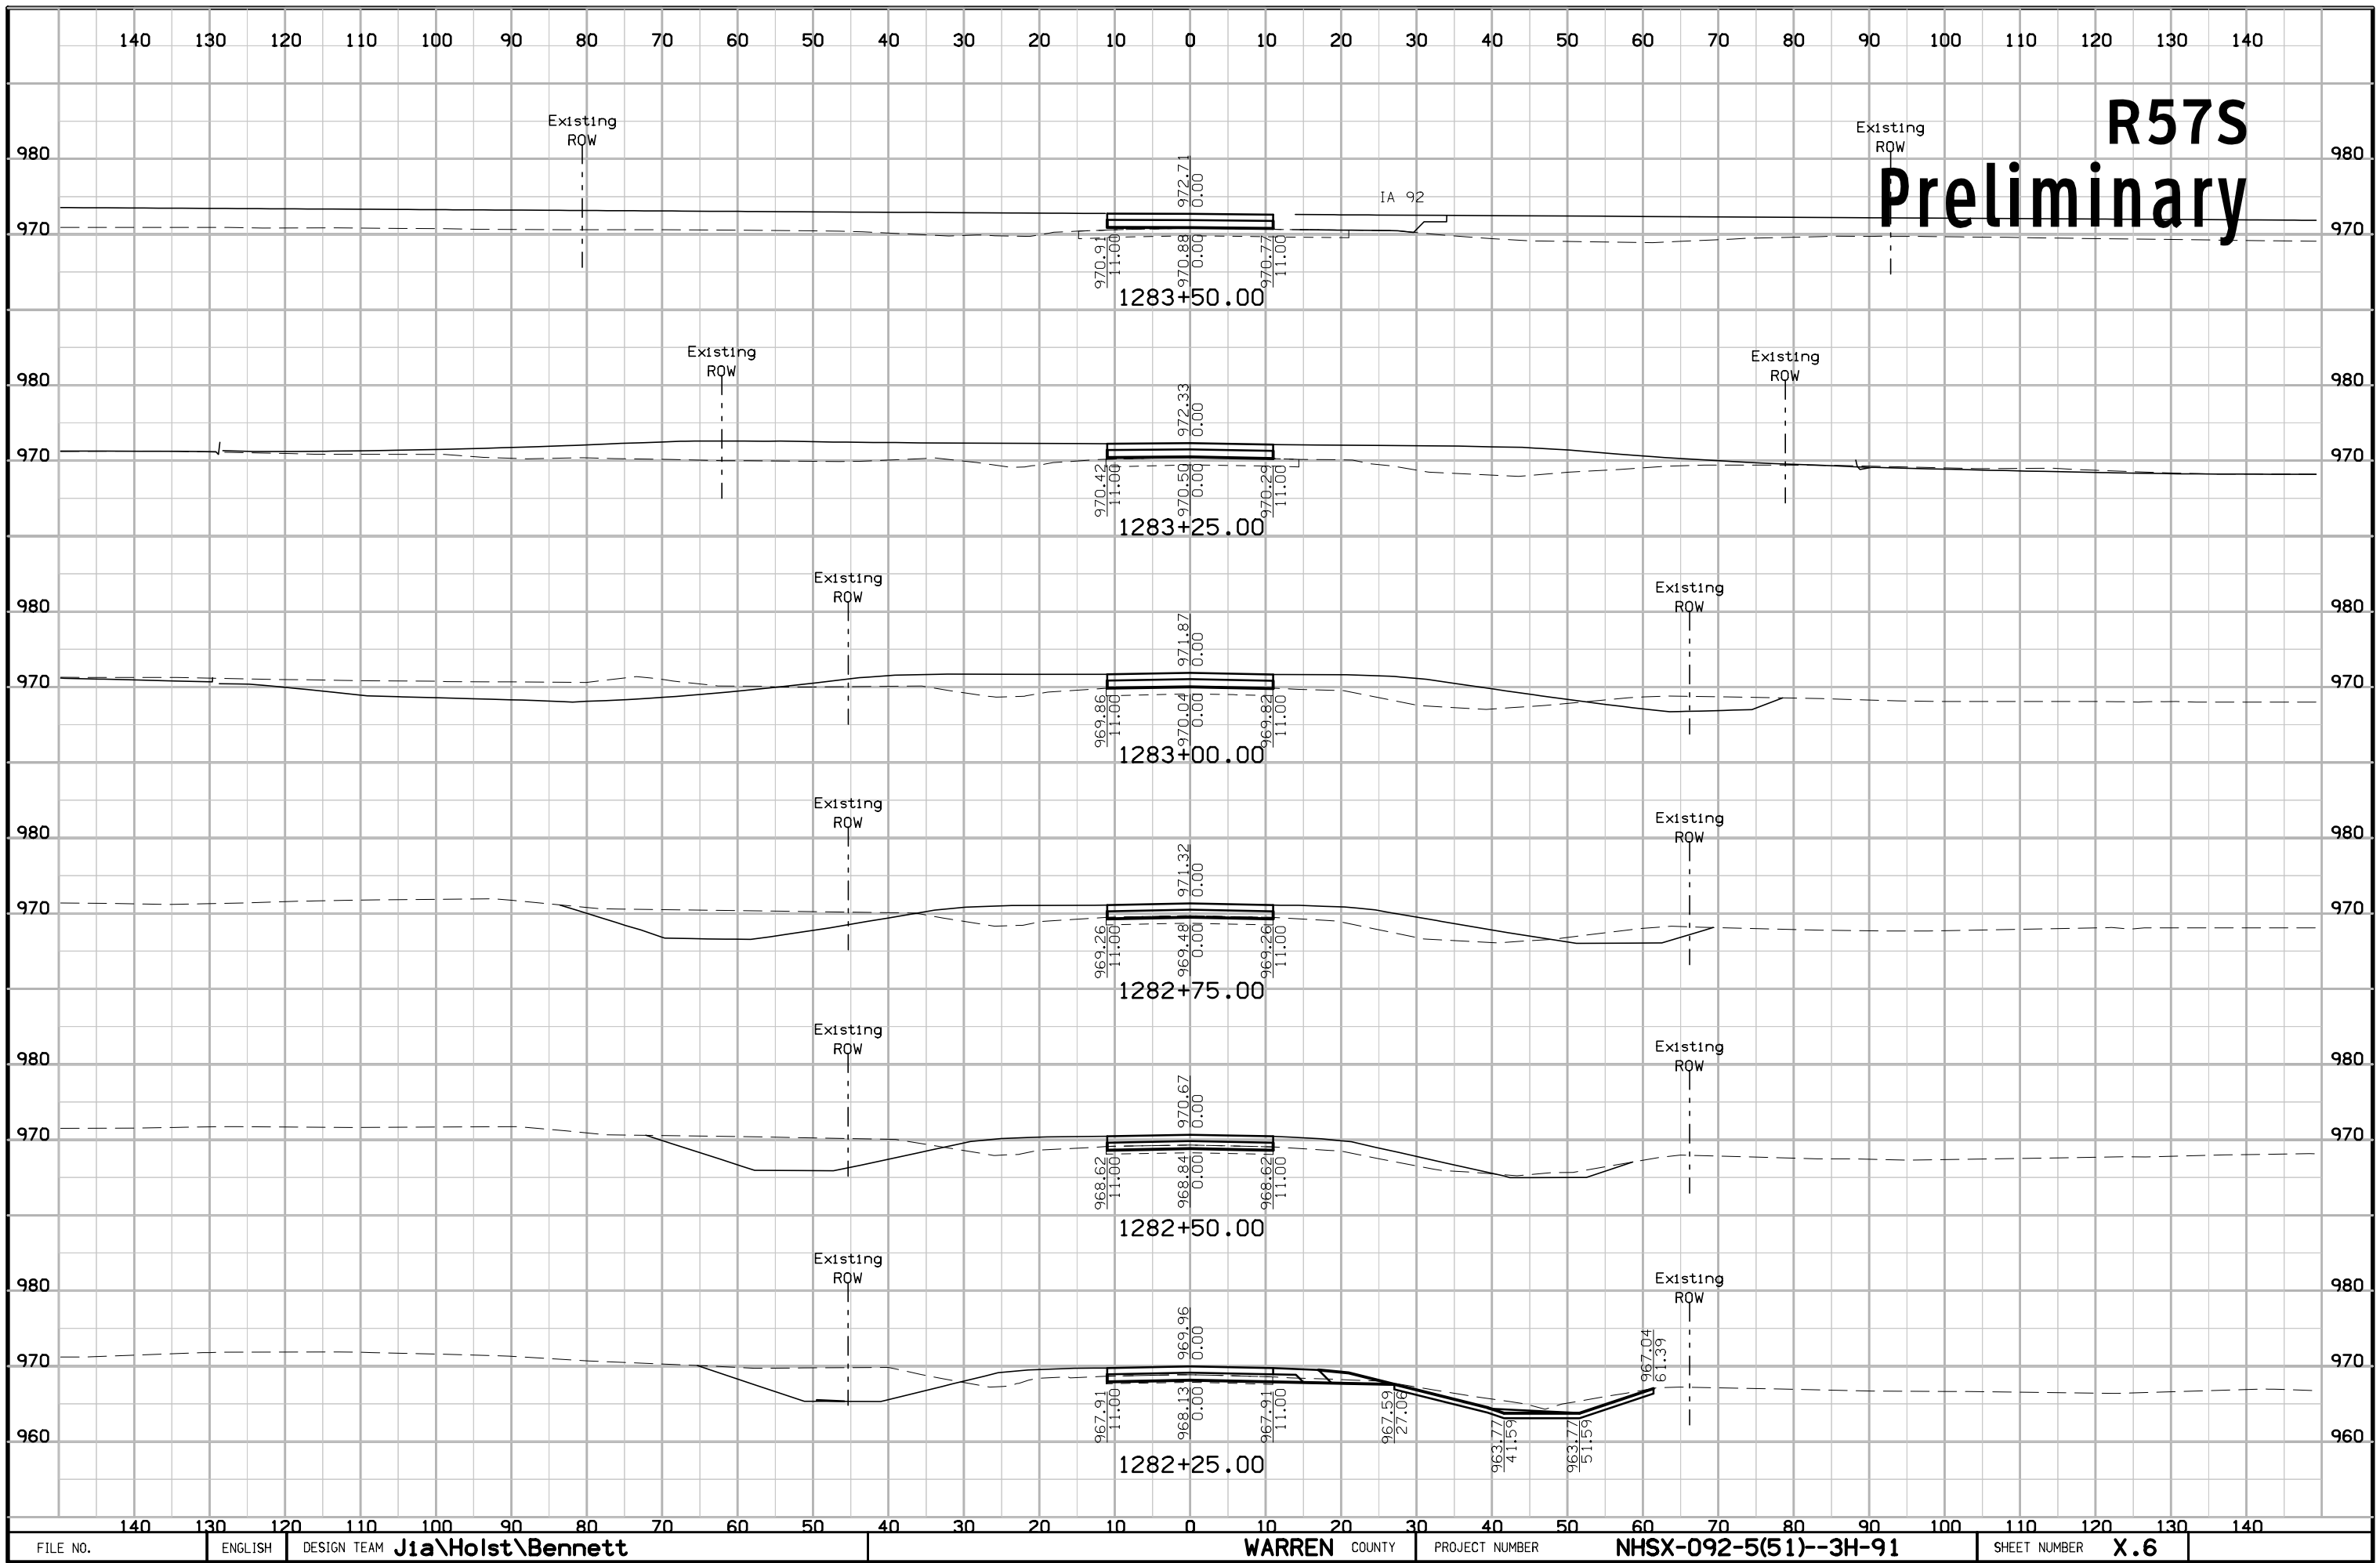 140 130 120 110 100 90 80 70 60 50 40 30 20 10 0 10 20 30 40 50 60 70 80 90 100 110 120 130 140
R57S
Preliminary
Existing
ROW
Existing
ROW
980 980
972.71
0.00
IA 92
970 970
970.91
11.00
970.88
0.00
970.77
11.00
1283+50.00
Existing
ROW
Existing
ROW
980 980
972.33
0.00
970 970
970.42
11.00
970.50
0.00
970.29
11.00
1283+25.00
Existing
ROW
Existing
ROW
980 980
971.87
0.00
970 970
969.86
11.00
970.04
0.00
969.82
11.00
1283+00.00
Existing
ROW
Existing
ROW
980 980
971.32
0.00
970 970
969.26
11.00
969.48
0.00
969.26
11.00
1282+75.00
Existing
ROW
Existing
ROW
980 980
970.67
0.00
970 970
968.62
11.00
968.84
0.00
968.62
11.00
1282+50.00
Existing
ROW
Existing
ROW
980 980
969.96
0.00
967.04
61.39
970 970
967.91
11.00
968.13
0.00
967.91
11.00
967.59
27.06
963.77
41.59
963.77
51.59
960 960
1282+25.00
140 130 120 110 100 90 80 70 60 50 40 30 20 10 0 10 20 30 40 50 60 70 80 90 100 110 120 130 140
FILE NO. ENGLISH DESIGN TEAM Jia\Holst\Bennett WARREN COUNTY PROJECT NUMBER NHSX-092-5(51)--3H-91 SHEET NUMBER X.6